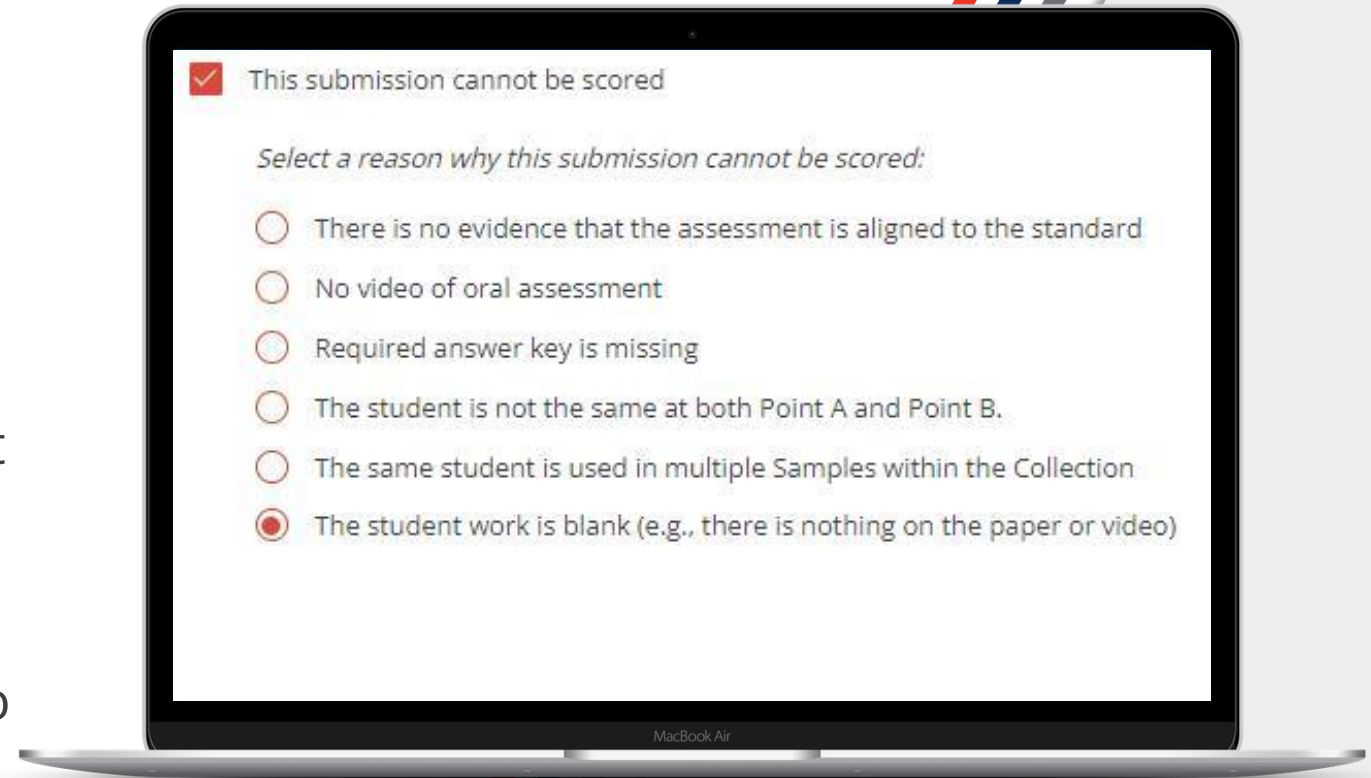 This submission cannot be scored
Select a reason why this submission cannot be scored:
There is no evidence that the assessment is aligned to the standard
No video of oral assessment
Required answer key is missing
The student is not the same at both Point A and Point B.
The same student is used in multiple Samples within the Collection
The student work is blank (e.g., there is nothing on the paper or video)
MacBook Air